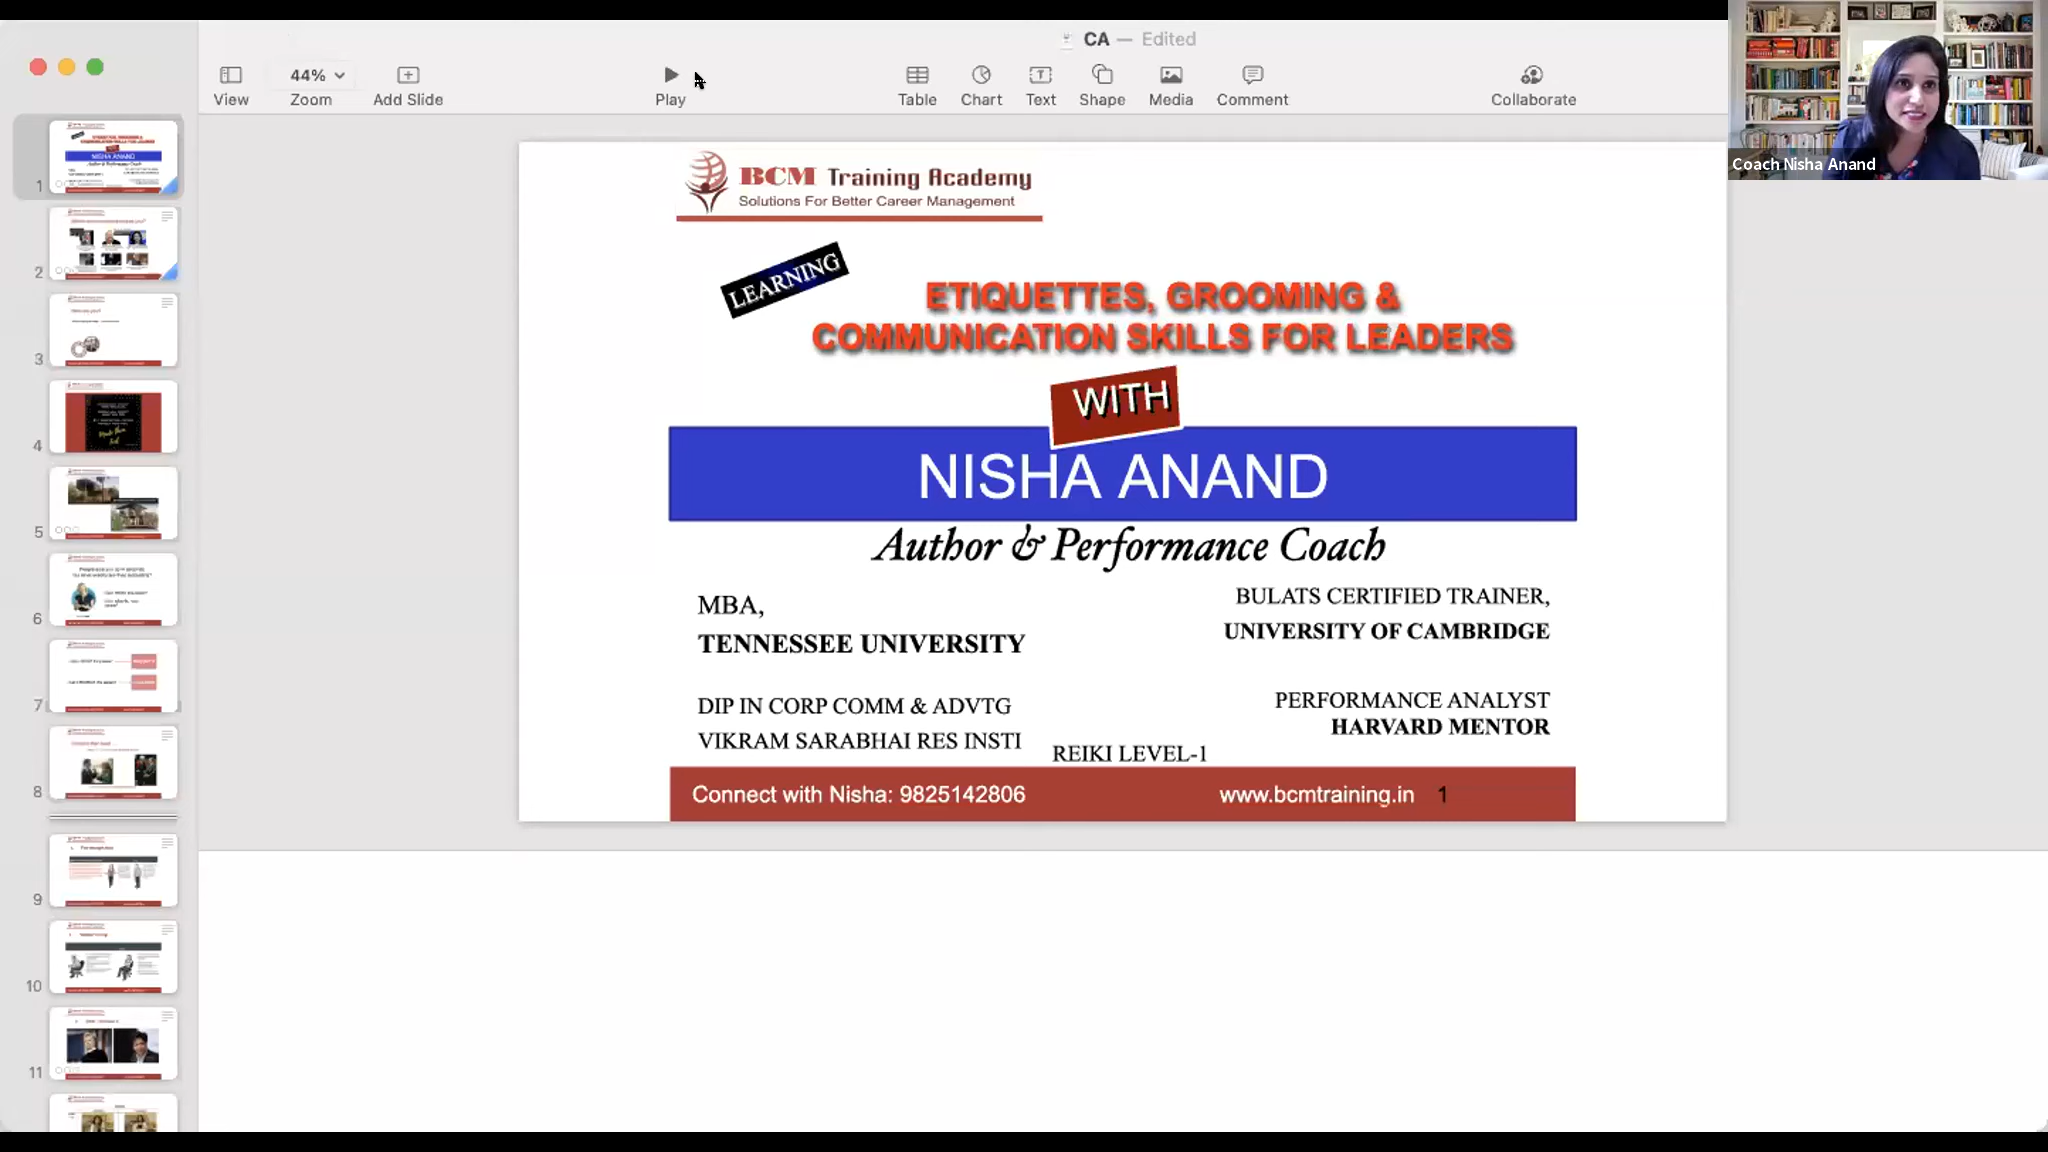 CA — Edited
44%
View
Zoom
Add Slide
Play
Table
Chart
Text
Shape
Media
Comment
Collaborate
Coach Nisha Anand
BCM Training Academy
Solutions For Better Career Management
LEARNING
ETIQUETTES, GROOMING &
COMMUNICATION SKILLS FOR LEADERS
WITH
NISHA ANAND
Author & Performance Coach
MBA,
TENNESSEE UNIVERSITY
BULATS CERTIFIED TRAINER,
UNIVERSITY OF CAMBRIDGE
DIP IN CORP COMM & ADVTG
VIKRAM SARABHAI RES INSTI
PERFORMANCE ANALYST
HARVARD MENTOR
REIKI LEVEL-1
Connect with Nisha: 9825142806
www.bcmtraining.in 1
1
2
3
4
5
6
7
8
9
10
11